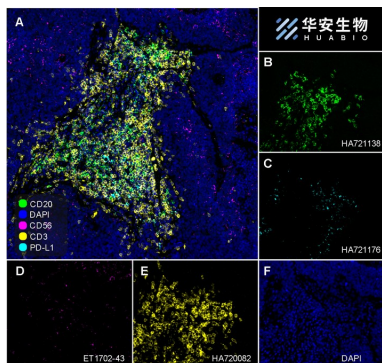 A
华安生物
HUABIO
B
HA721138
C
HA721176
CD20
DAPI
CD56
CD3
PD-L1
D
ET1702-43
E
HA720082
F
DAPI